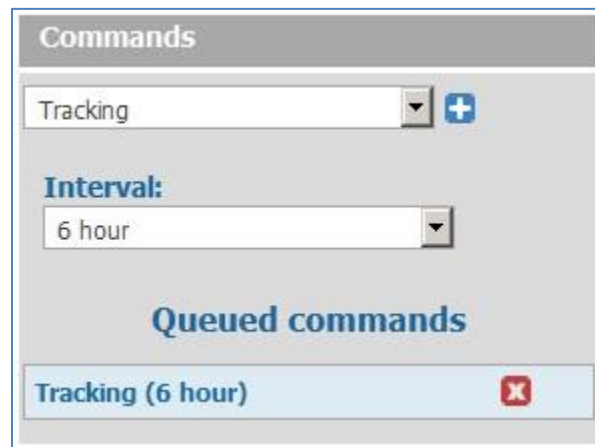 Commands
Tracking
Interval:
6 hour
Queued commands
Tracking (6 hour)